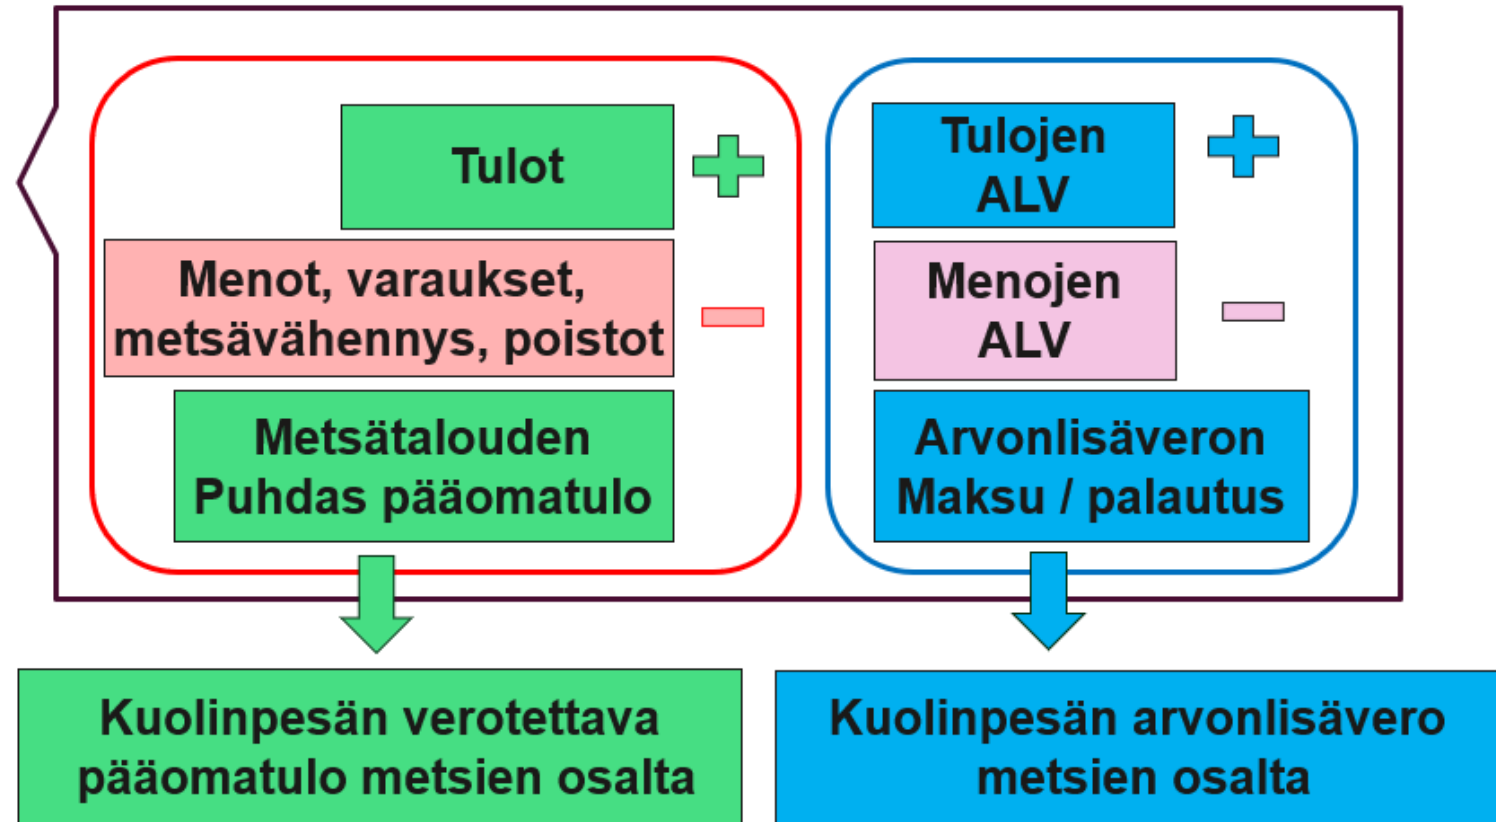 Tulot
Menot, varaukset,
metsävähennys, poistot
Metsätalouden
Puhdas pääomatulo
Kuolinpesän verotettava
pääomatulo metsien osalta
Tulojen
ALV
Menojen
ALV
Arvonlisäveron
Maksu / palautus
Kuolinpesän arvonlisävero
metsien osalta